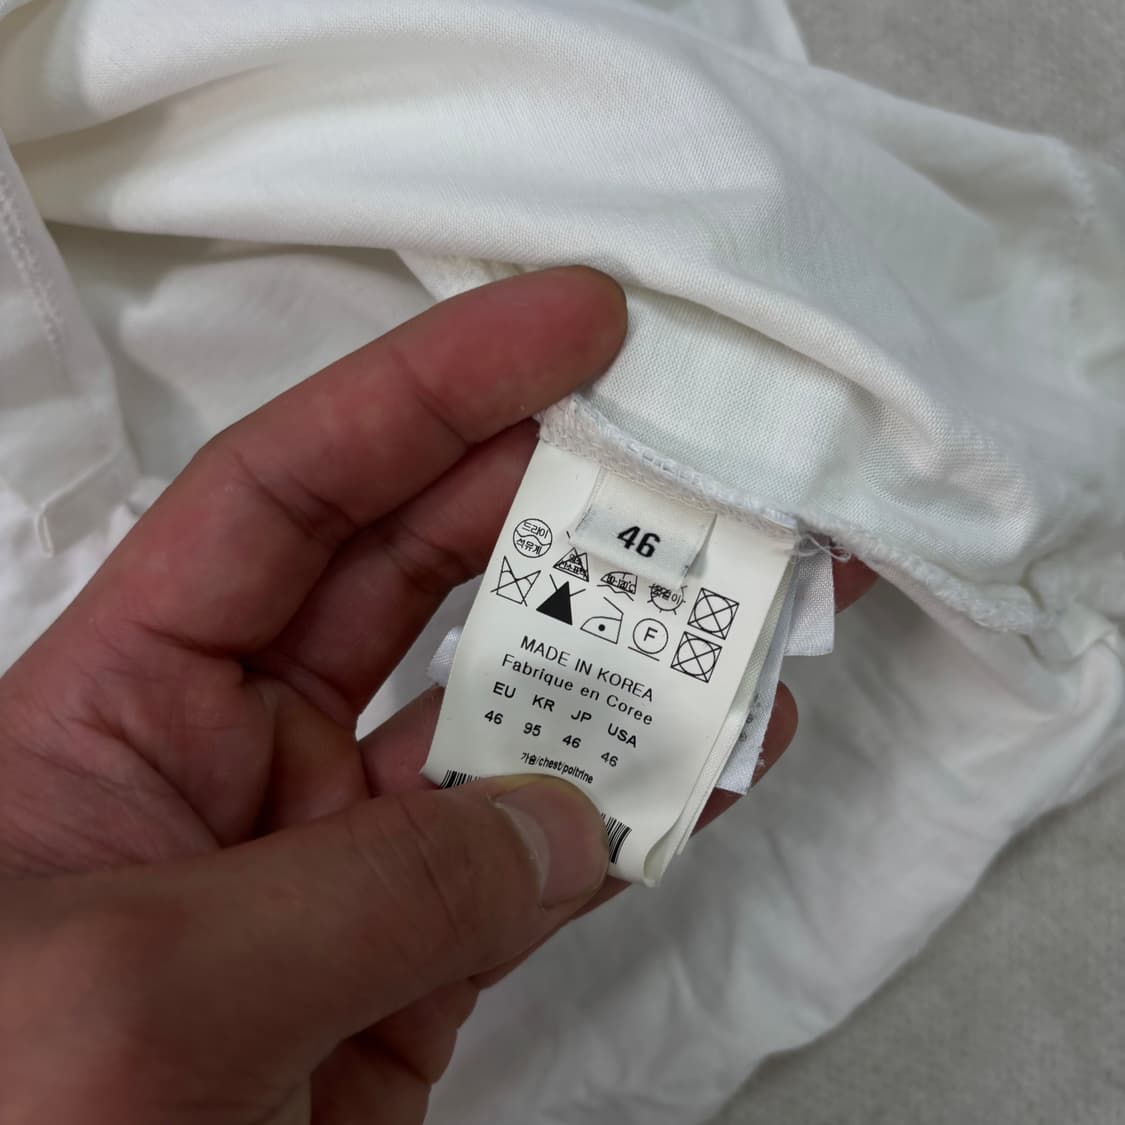 46
드라이
석유계
F
MADE IN KOREA
Fabrique en Coree
EU KR JP USA
46 95 46 46
가슴/chest/poitrine